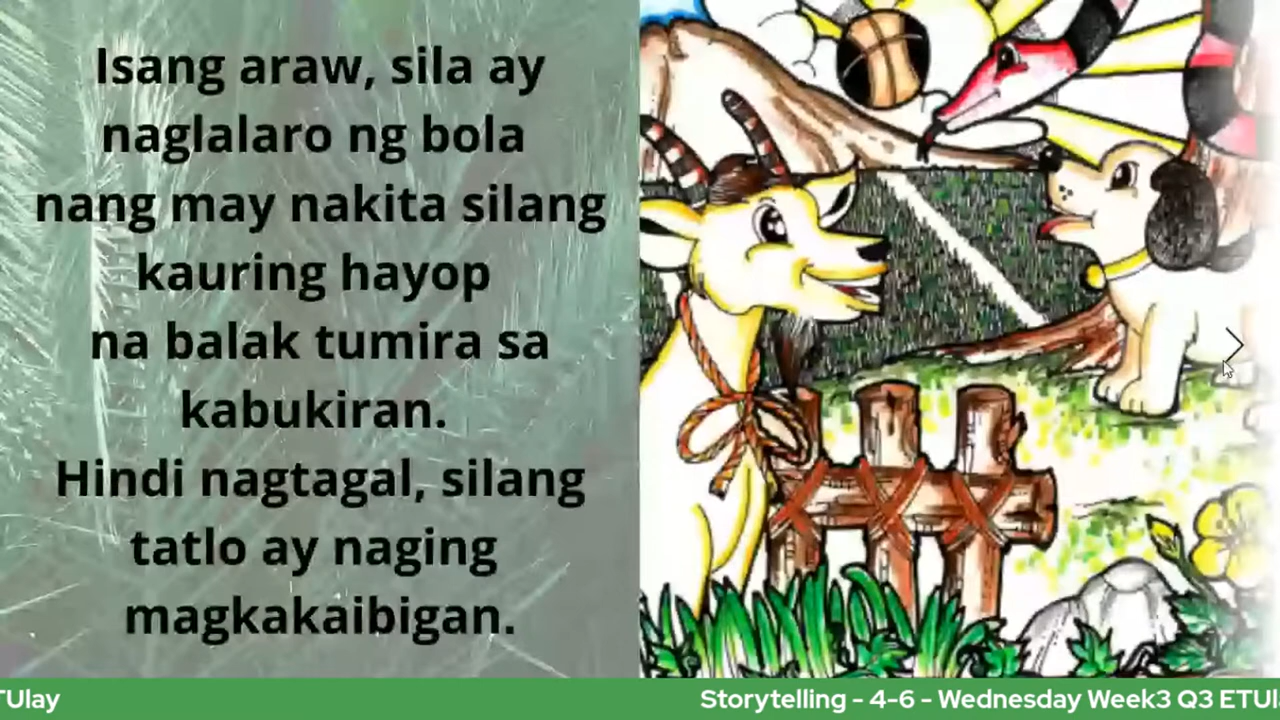 Isang araw, sila ay
naglalaro ng bola
nang may nakita silang
kauring hayop
na balak tumira sa
kabukiran.
Hindi nagtagal, silang
tatlo ay naging
magkakaibigan.
TUlay
Storytelling - 4-6 - Wednesday Week3 Q3 ETUl